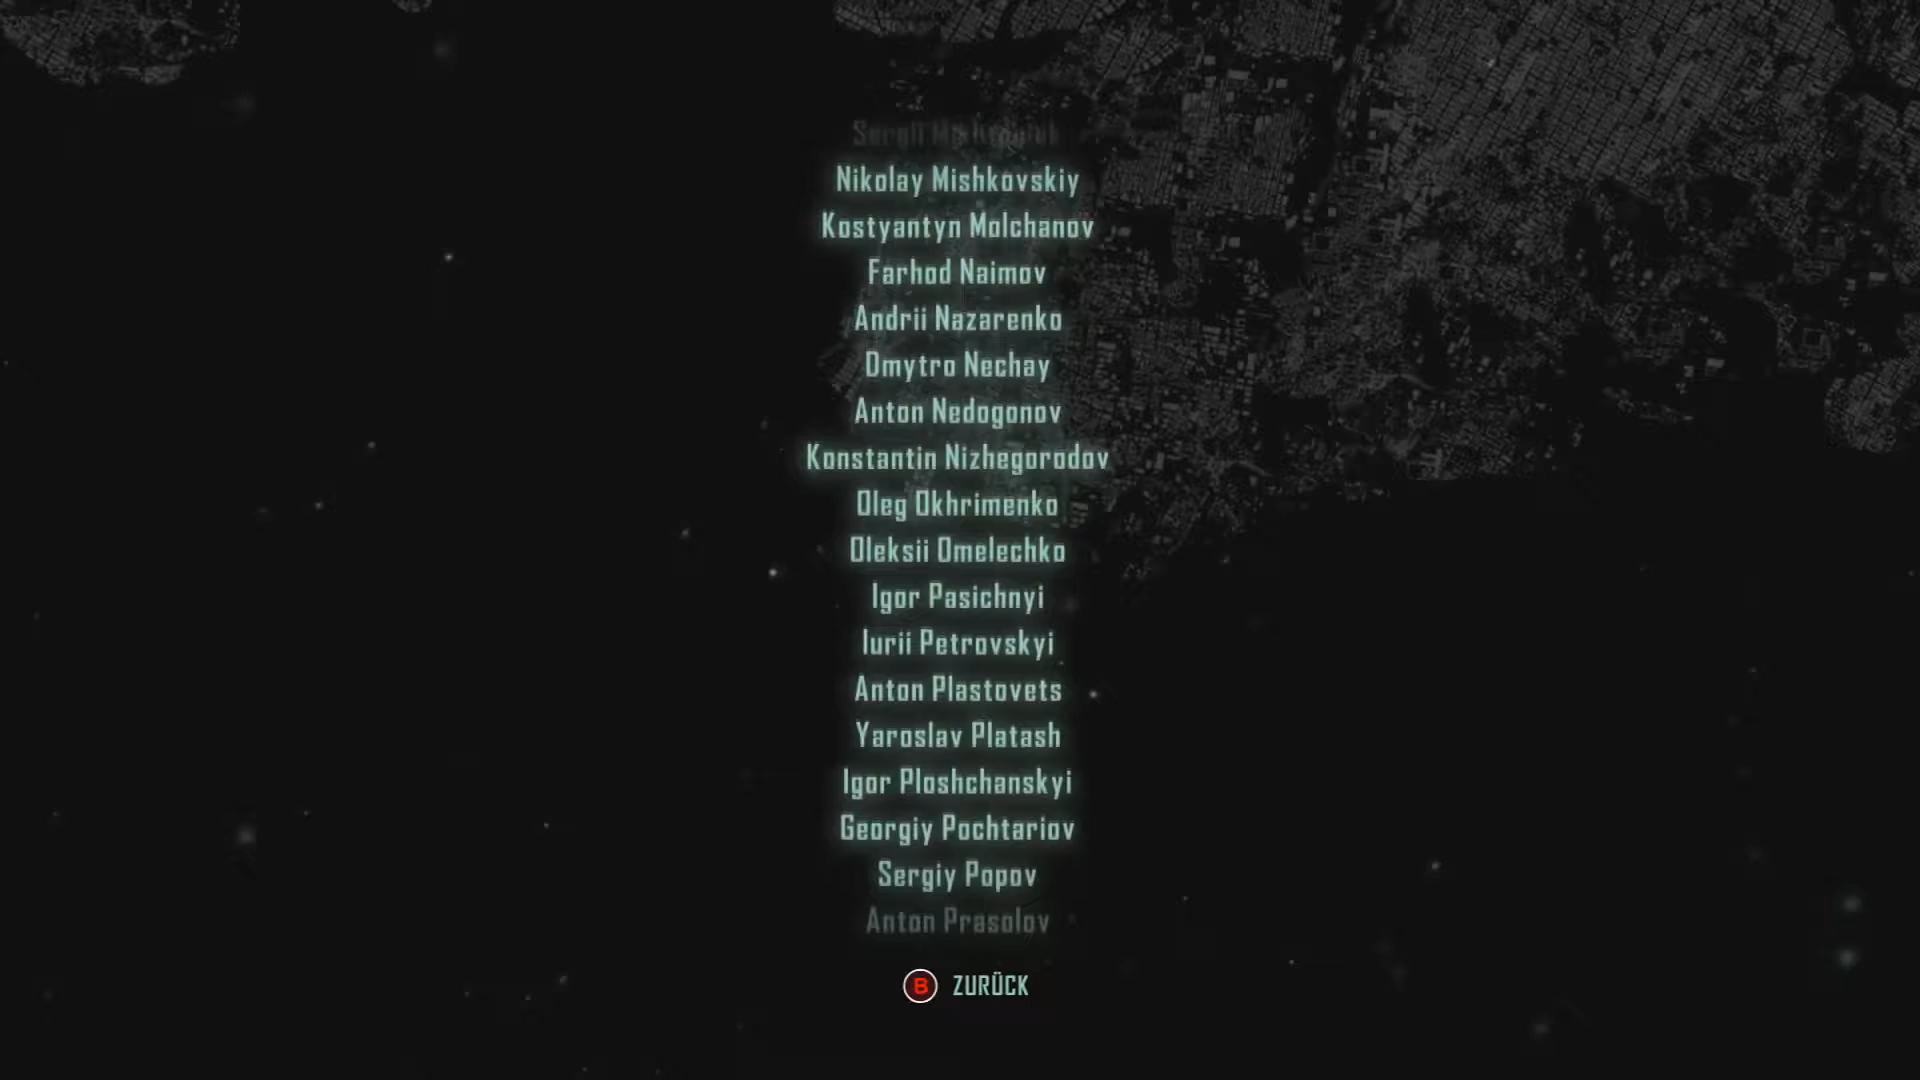 Nikolay Mishkovskiy
Kostyantyn Molchanov
Farhod Naimov
Andrii Nazarenko
Dmytro Nechay
Anton Nedogonov
Konstantin Nizhegorodov
Oleg Okhrimenko
Oleksii Omelechko
Igor Pasichnyi
Iurii Petrovskyi
Anton Plastovets
Yaroslav Platash
Igor Ploshchanskyi
Georgiy Pochtariov
Sergiy Popov
Anton Prasolov
B ZURÜCK